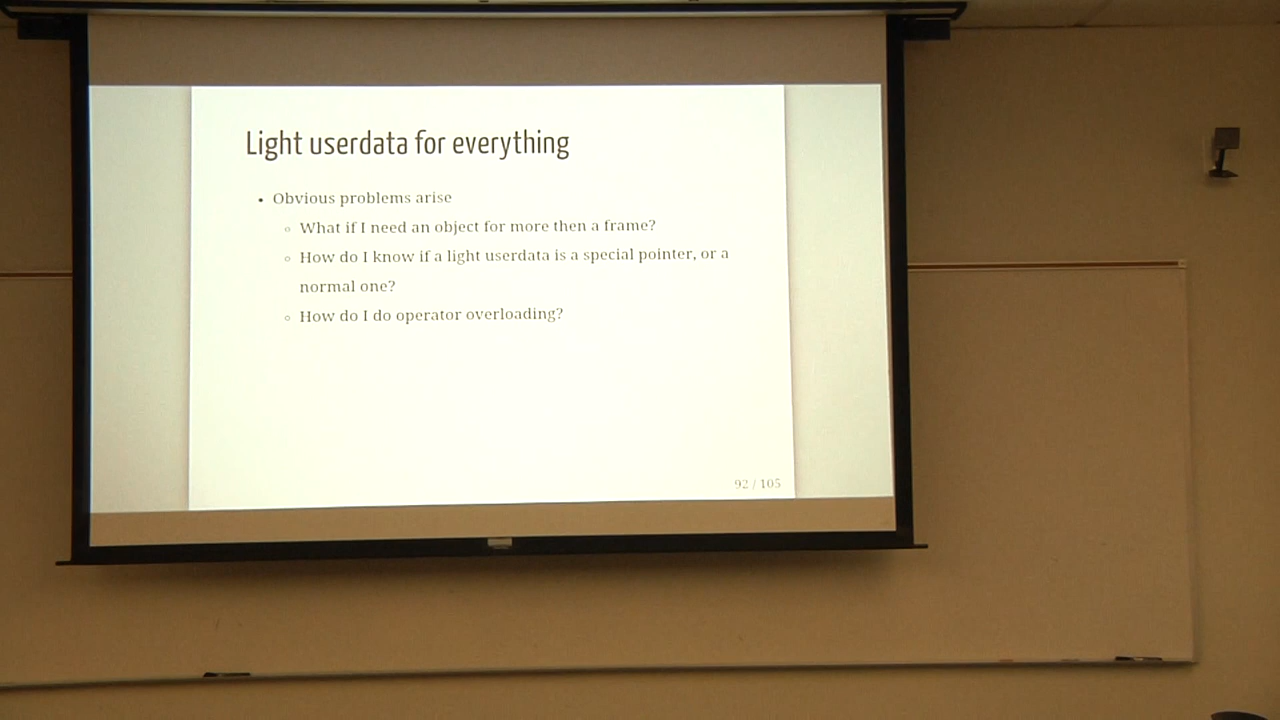 Light userdata for everything
• Obvious problems arise
◦ What if I need an object for more then a frame?
◦ How do I know if a light userdata is a special pointer, or a
normal one?
◦ How do I do operator overloading?
92 / 105